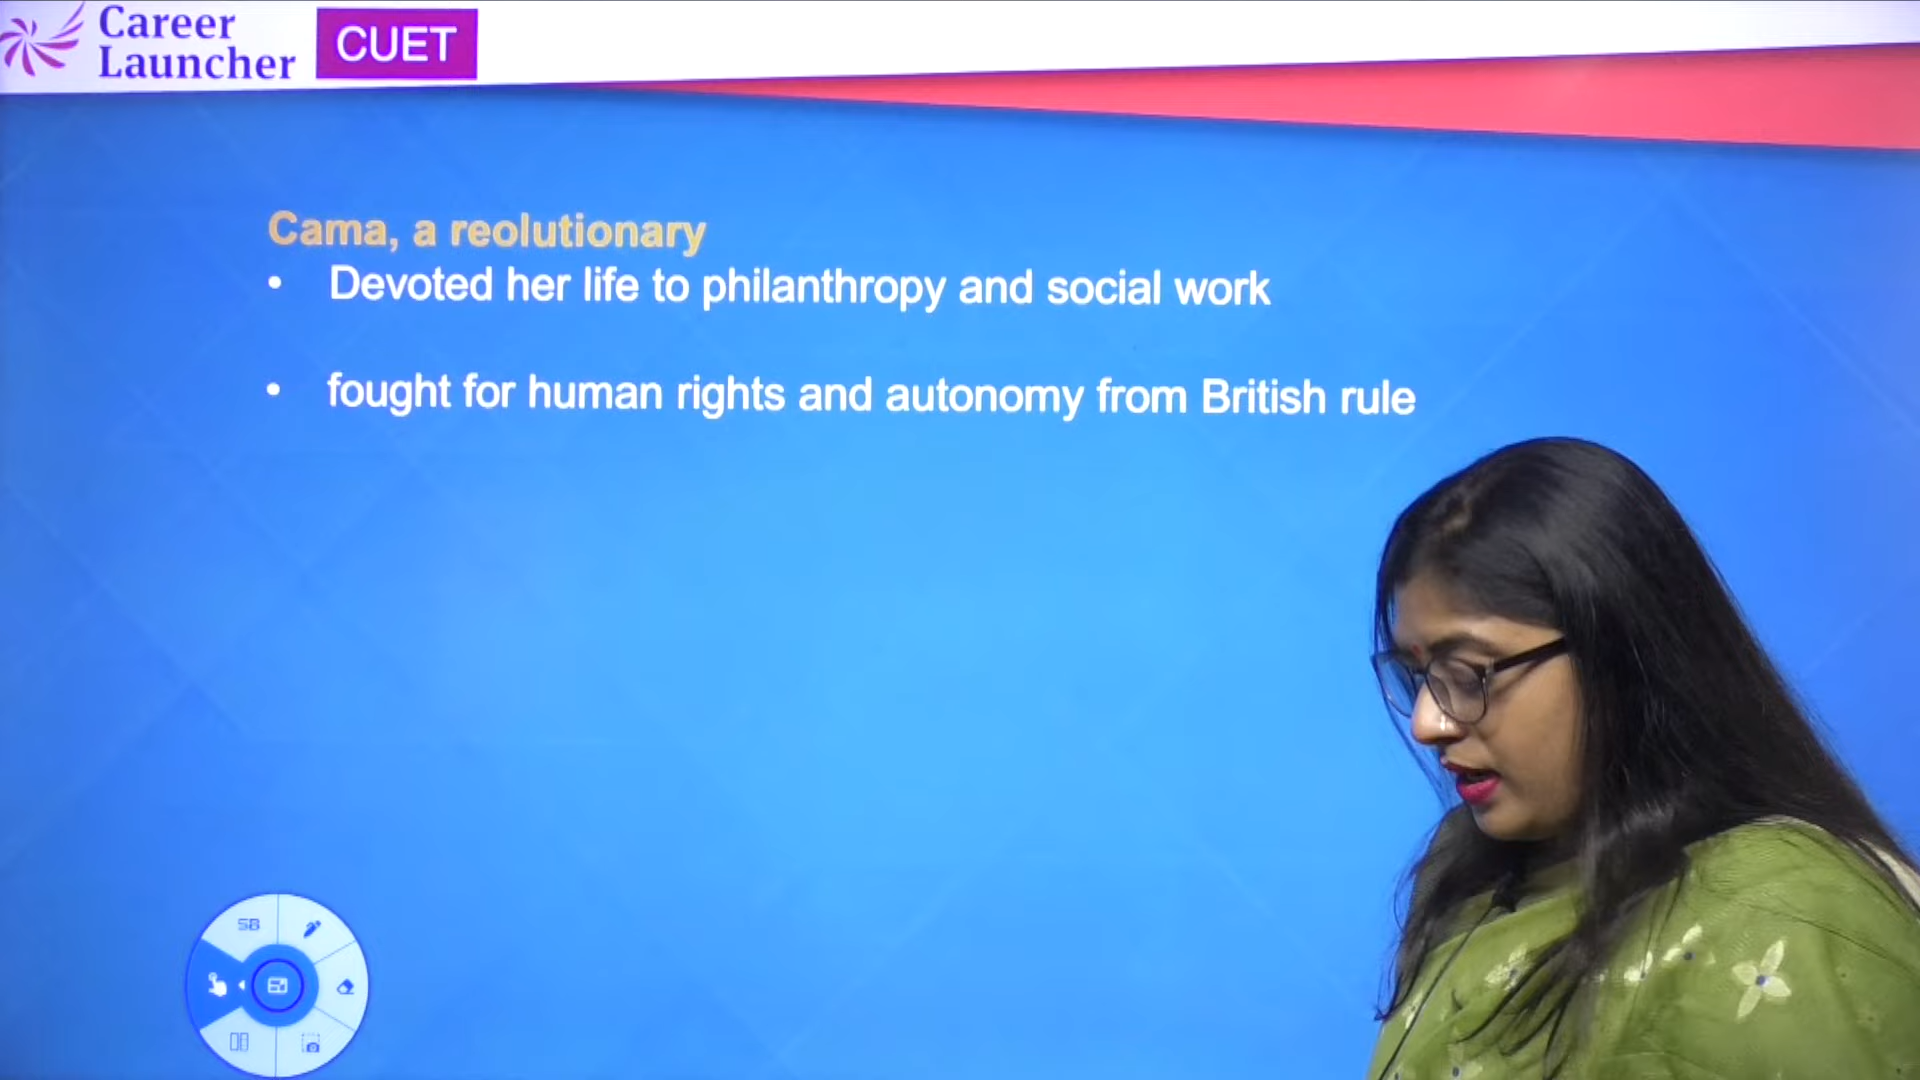 Career
Launcher
CUET
Cama, a reolutionary
• Devoted her life to philanthropy and social work
• fought for human rights and autonomy from British rule
SB